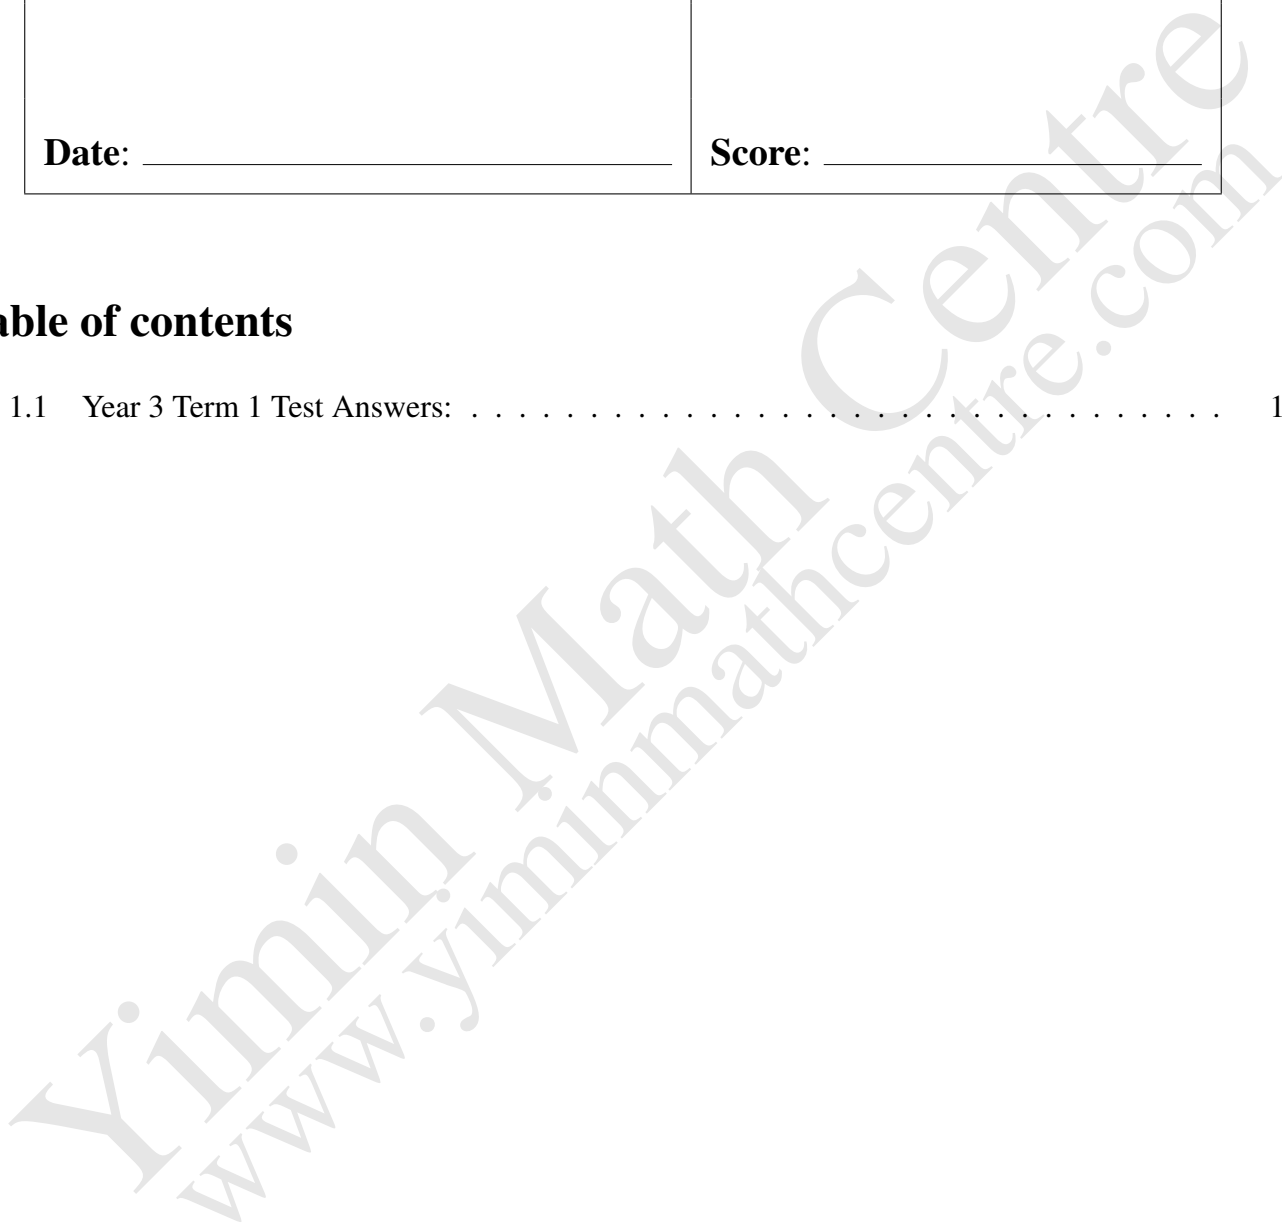 Date: Score:
able of contents
1.1 Year 3 Term 1 Test Answers: . . . . . . . . . . . . . . . . . . . . . . . . . . . . . . . . 1
Yimin Math Centre
www.yiminmathcentre.com